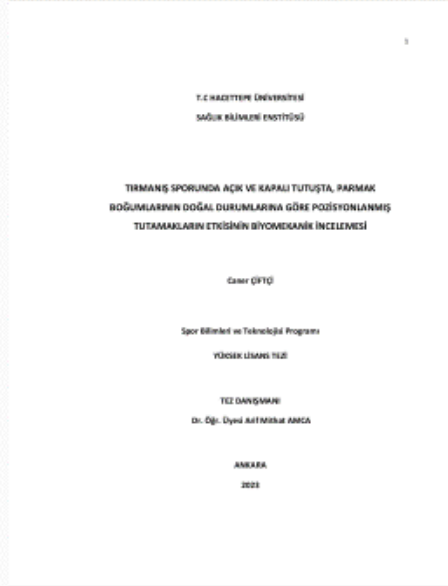 T.C HACETTEPE ÜNİVERSİTESİ
SAĞLIK BİLİMLERİ ENSTİTÜSÜ
TIRMANIŞ SPORUNDA AÇIK VE KAPALI TUTUŞTA, PARMAK
BOĞUMLARININ DOĞAL DURUMLARINA GÖRE POZİSYONLANMIŞ
TUTAMAKLARIN ETKİSİNİN BİYOMEKANİK İNCELEMESİ
Caner ÇİFTÇİ
Spor Bilimleri ve Teknolojisi Programı
YÜKSEK LİSANS TEZİ
TEZ DANIŞMANI
Dr. Öğr. Üyesi Arif Mithat AMCA
ANKARA
2023